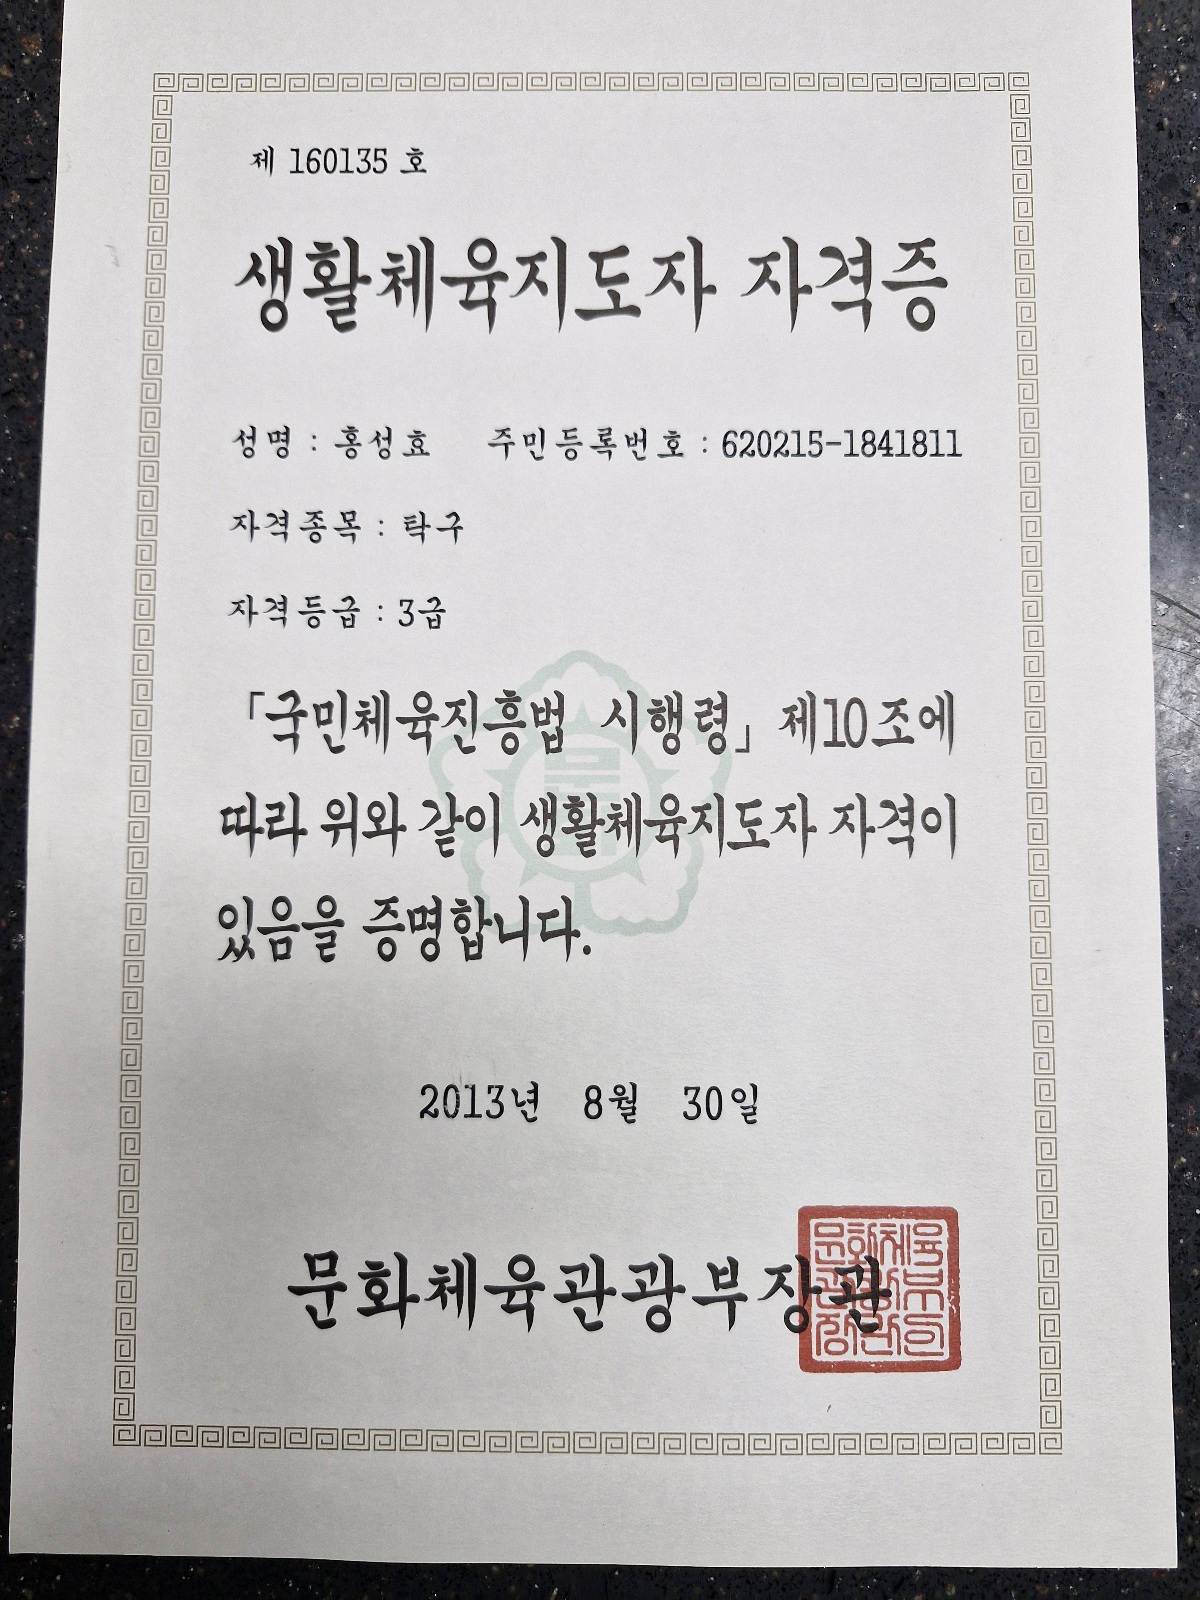 제 160135 호
생활체육지도자 자격증
성명 : 홍성효 주민등록번호 : 620215-1841811
자격종목 : 탁구
자격등급 : 3급
「국민체육진흥법 시행령」 제10조에
따라 위와 같이 생활체육지도자 자격이
있음을 증명합니다.
2013년 8월 30일
문화체육관광부장관